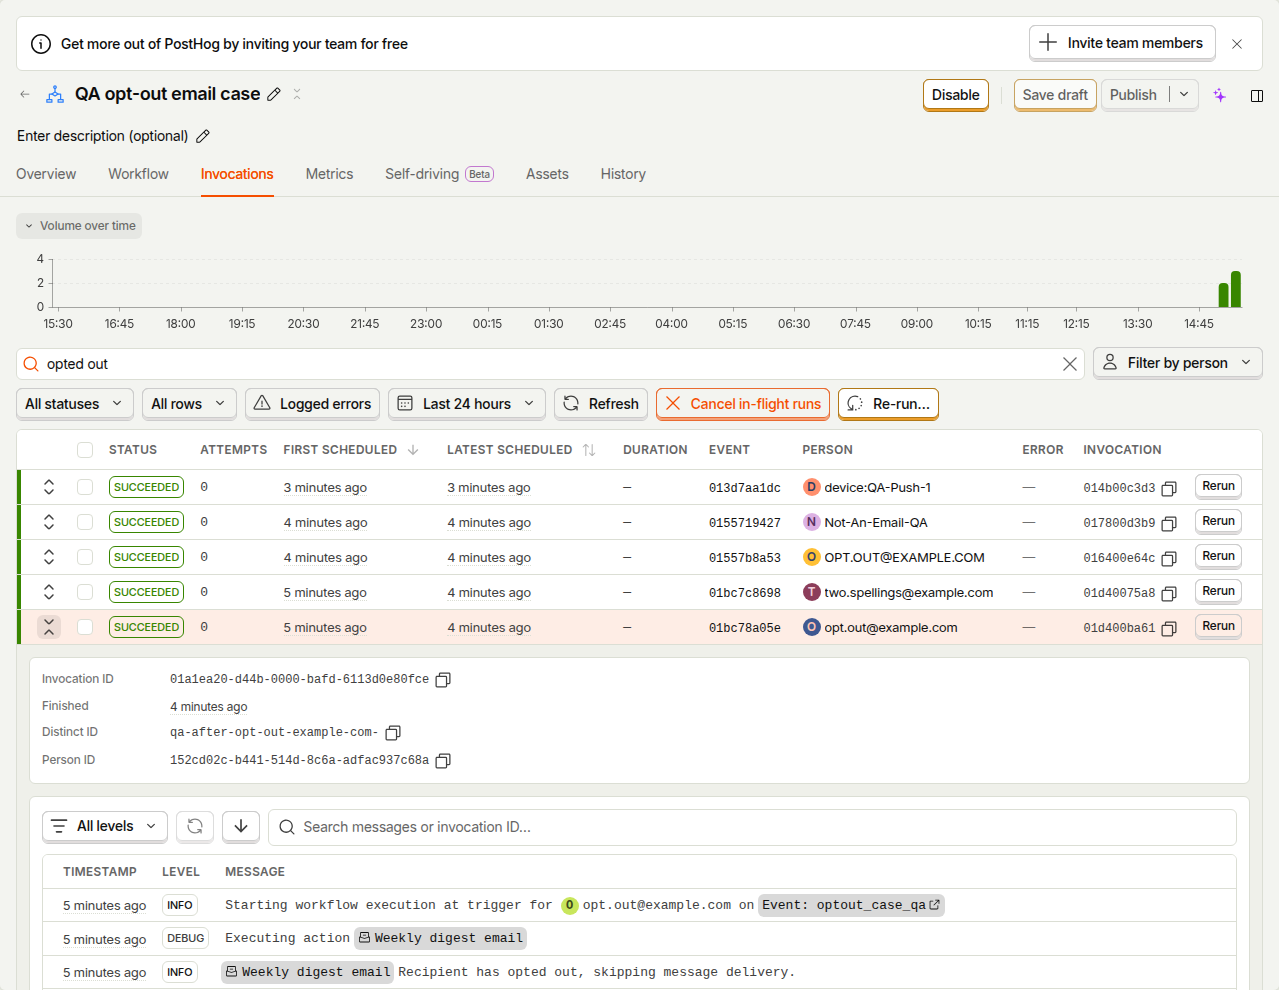 Get more out of PostHog by inviting your team for free
Invite team members
QA opt-out email case
Disable
Save draft
Publish
Enter description (optional)
Overview
Workflow
Invocations
Metrics
Self-driving Beta
Assets
History
Volume over time
4
2
0
15:30 16:45 18:00 19:15 20:30 21:45 23:00 00:15 01:30 02:45 04:00 05:15 06:30 07:45 09:00 10:15 11:15 12:15 13:30 14:45
opted out
Filter by person
All statuses
All rows
Logged errors
Last 24 hours
Refresh
Cancel in-flight runs
Re-run...
STATUS ATTEMPTS FIRST SCHEDULED LATEST SCHEDULED DURATION EVENT PERSON ERROR INVOCATION
SUCCEEDED 0 3 minutes ago 3 minutes ago – 013d7aa1dc D device:QA-Push-1 — 014b00c3d3 Rerun
SUCCEEDED 0 4 minutes ago 4 minutes ago – 0155719427 N Not-An-Email-QA — 017800d3b9 Rerun
SUCCEEDED 0 4 minutes ago 4 minutes ago – 01557b8a53 O OPT.OUT@EXAMPLE.COM — 016400e64c Rerun
SUCCEEDED 0 5 minutes ago 4 minutes ago – 01bc7c8698 T two.spellings@example.com — 01d40075a8 Rerun
SUCCEEDED 0 5 minutes ago 4 minutes ago – 01bc78a05e O opt.out@example.com — 01d400ba61 Rerun
Invocation ID 01a1ea20-d44b-0000-bafd-6113d0e80fce
Finished 4 minutes ago
Distinct ID qa-after-opt-out-example-com-
Person ID 152cd02c-b441-514d-8c6a-adfac937c68a
All levels
Search messages or invocation ID...
TIMESTAMP LEVEL MESSAGE
5 minutes ago INFO Starting workflow execution at trigger for O opt.out@example.com on Event: optout_case_qa
5 minutes ago DEBUG Executing action Weekly digest email
5 minutes ago INFO Weekly digest email Recipient has opted out, skipping message delivery.